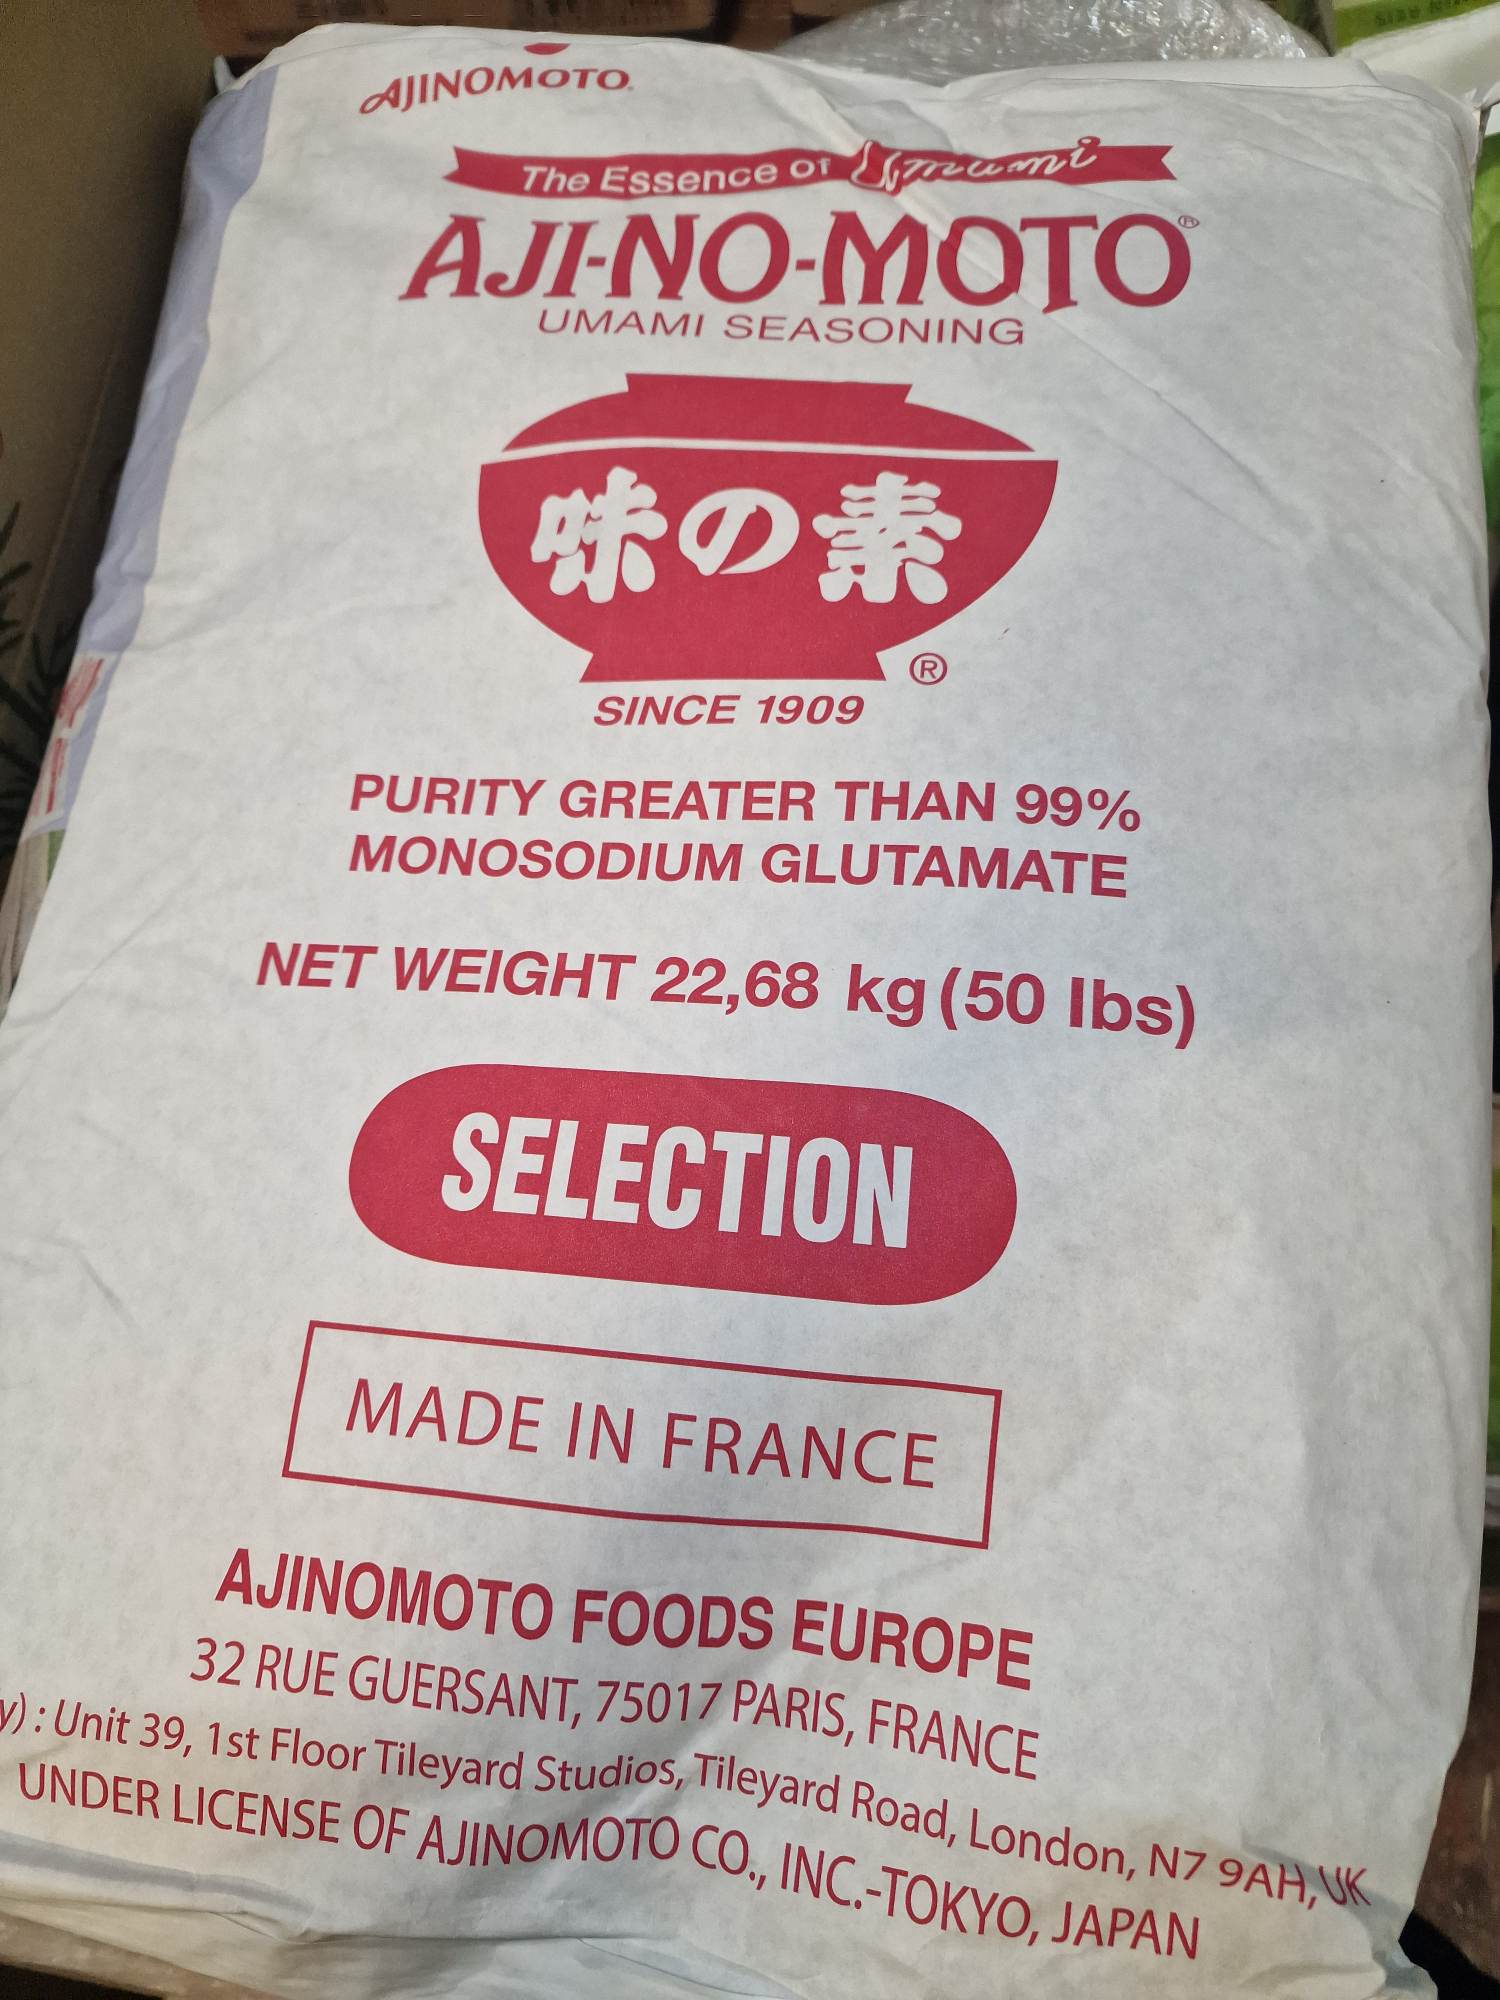 AJINOMOTO
The Essence of Umami
AJI-NO-MOTO®
UMAMI SEASONING
味の素
®
SINCE 1909
PURITY GREATER THAN 99%
MONOSODIUM GLUTAMATE
NET WEIGHT 22,68 kg (50 lbs)
SELECTION
MADE IN FRANCE
AJINOMOTO FOODS EUROPE
32 RUE GUERSANT, 75017 PARIS, FRANCE
y) : Unit 39, 1st Floor Tileyard Studios, Tileyard Road, London, N7 9AH, UK
UNDER LICENSE OF AJINOMOTO CO., INC.-TOKYO, JAPAN